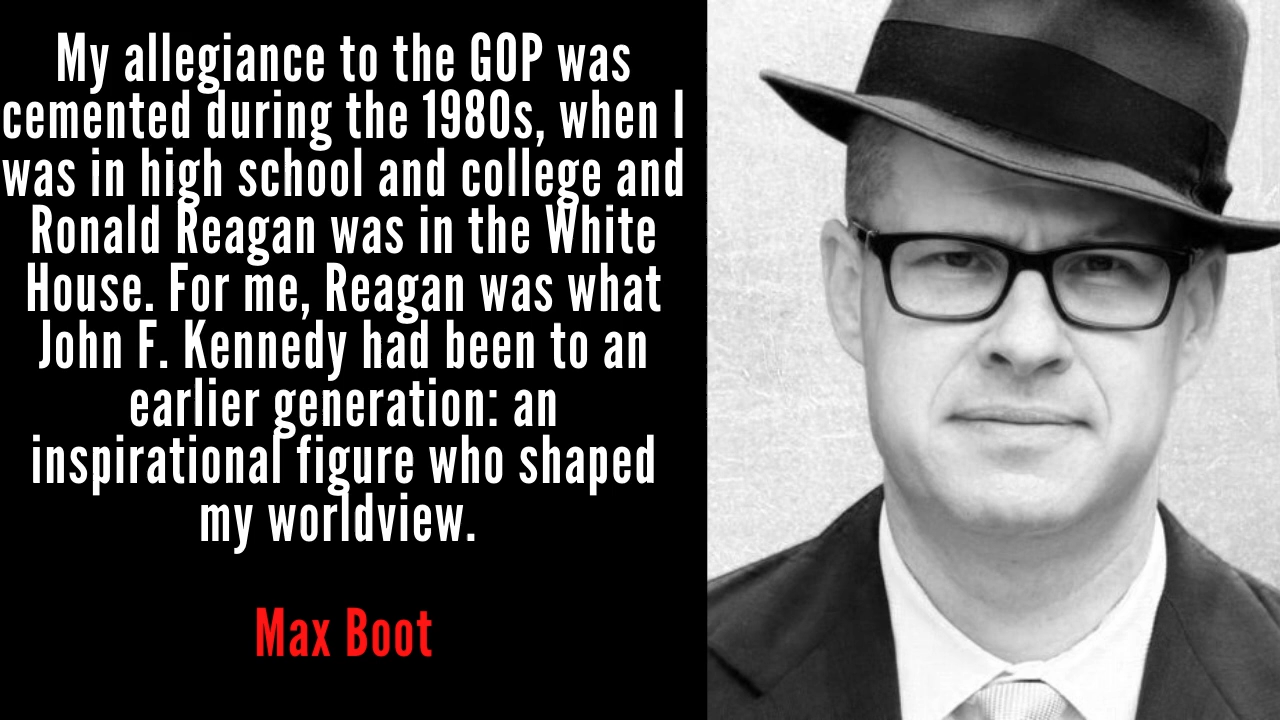 My allegiance to the GOP was
cemented during the 1980s, when I
was in high school and college and
Ronald Reagan was in the White
House. For me, Reagan was what
John F. Kennedy had been to an
earlier generation: an
inspirational figure who shaped
my worldview.
Max Boot